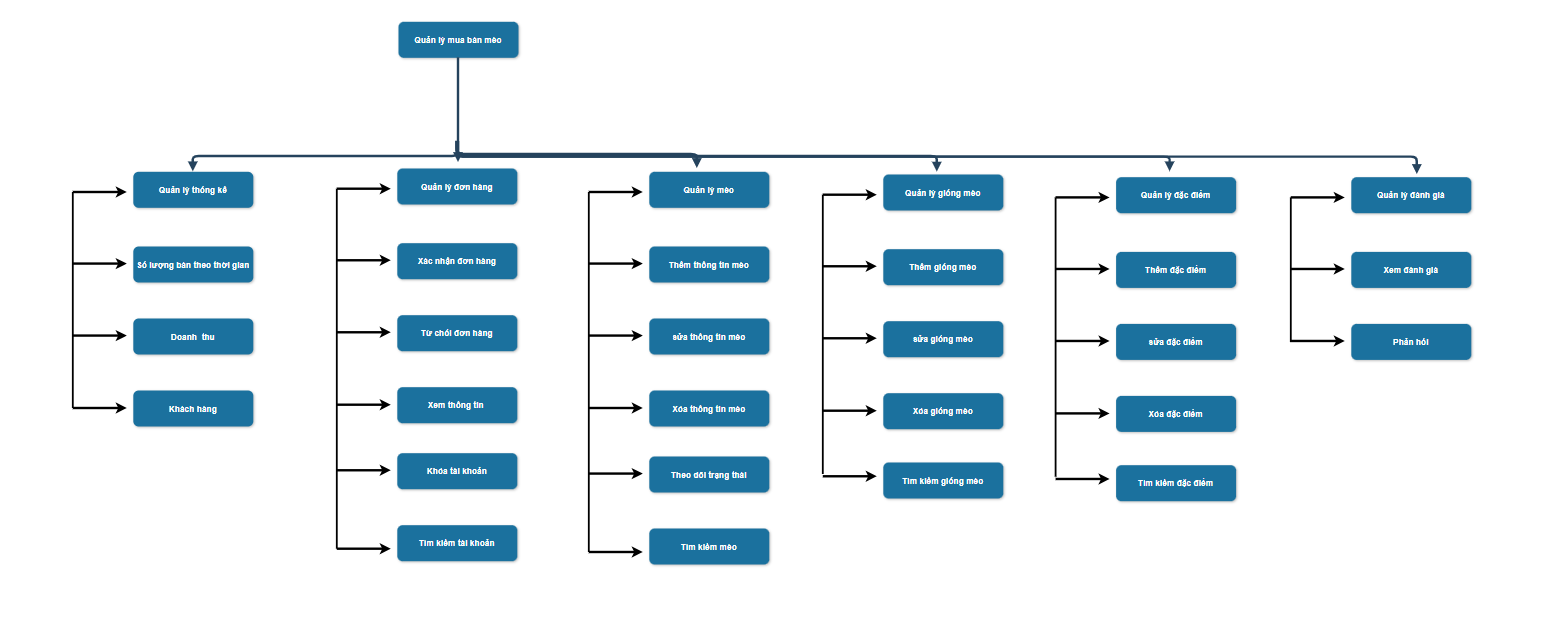 Quản lý mua bán mèo
Quản lý thống kê
Số lượng bán theo thời gian
Doanh thu
Khách hàng
Quản lý đơn hàng
Xác nhận đơn hàng
Từ chối đơn hàng
Xem thông tin
Khóa tài khoản
Tìm kiếm tài khoản
Quản lý mèo
Thêm thông tin mèo
sửa thông tin mèo
Xóa thông tin mèo
Theo dõi trạng thái
Tìm kiếm mèo
Quản lý giống mèo
Thêm giống mèo
sửa giống mèo
Xóa giống mèo
Tìm kiếm giống mèo
Quản lý đặc điểm
Thêm đặc điểm
sửa đặc điểm
Xóa đặc điểm
Tìm kiếm đặc điểm
Quản lý đánh giá
Xem đánh giá
Phản hồi